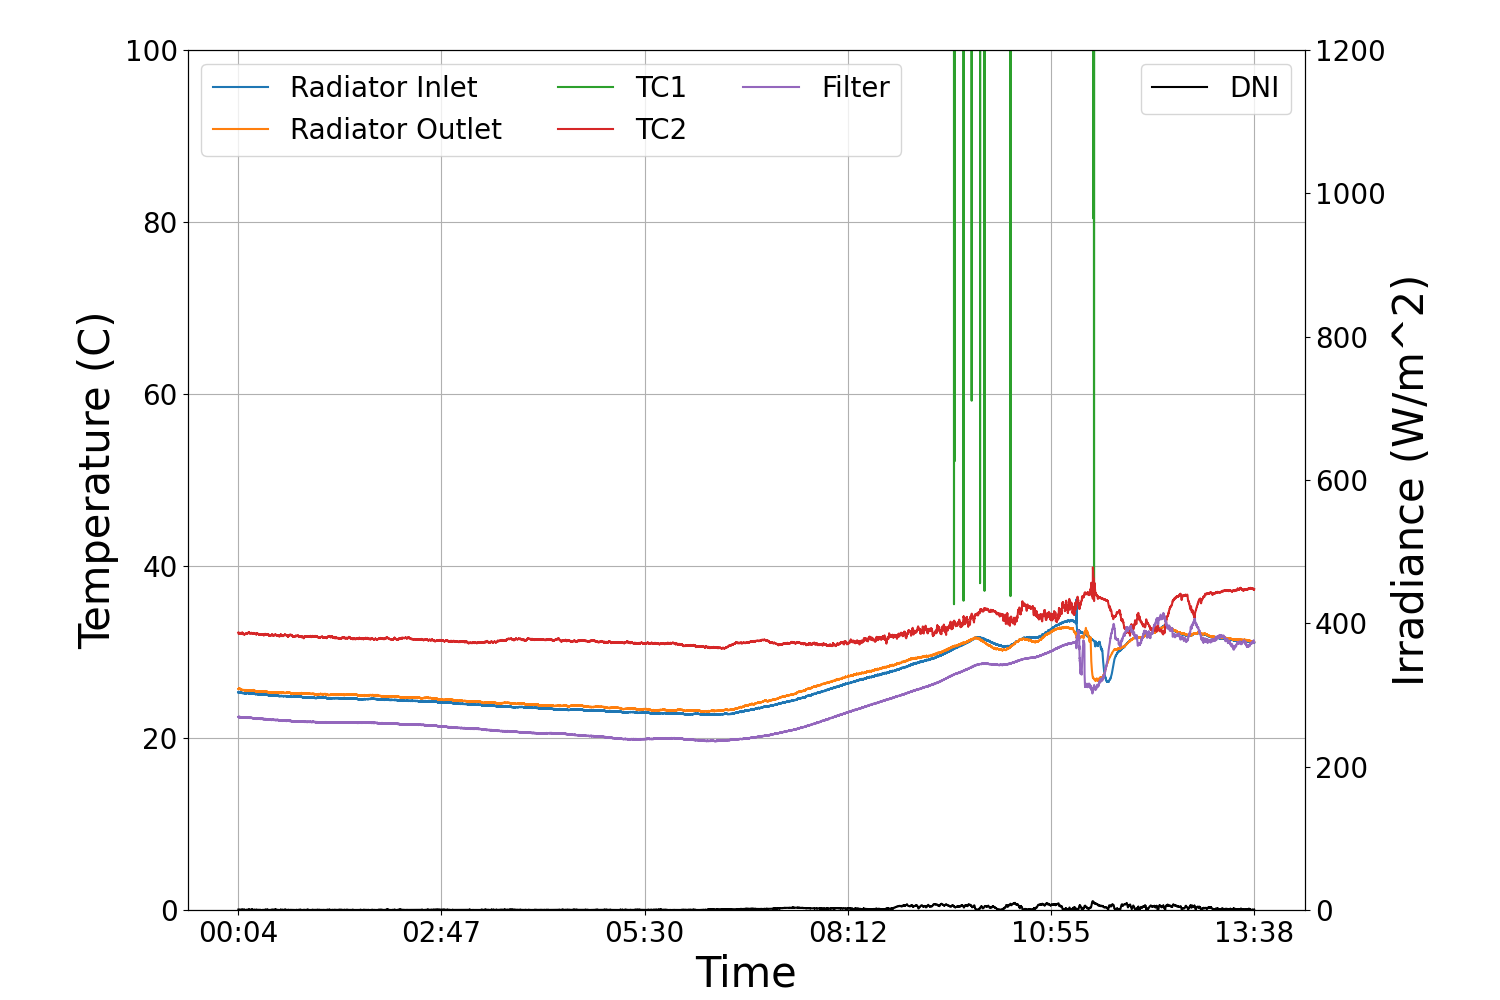 Radiator Inlet
Radiator Outlet
TC1
TC2
Filter
DNI
100
80
60
40
20
0
Temperature (C)
1200
1000
800
600
400
200
0
Irradiance (W/m^2)
00:04 02:47 05:30 08:12 10:55 13:38
Time